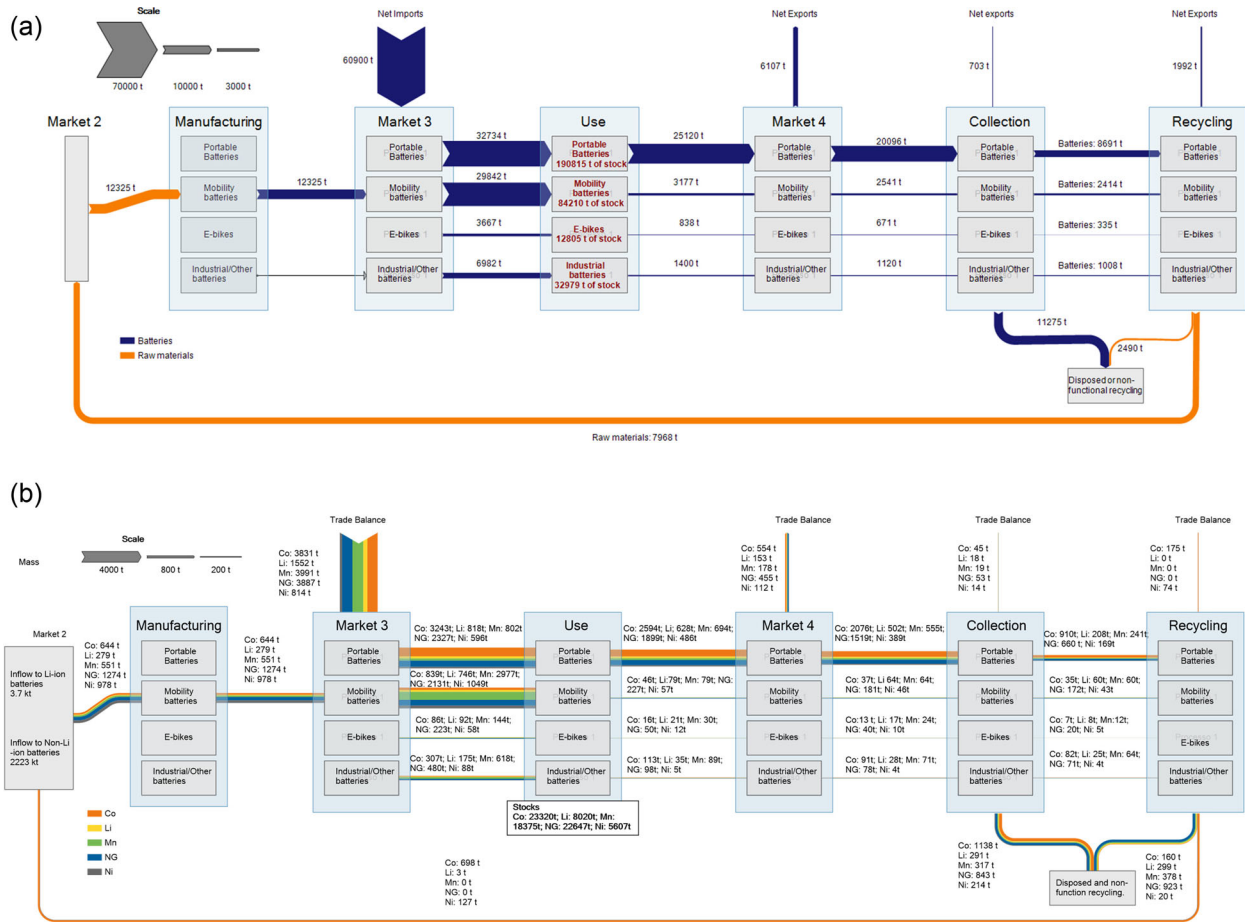 (a)
Scale
70000 t
10000 t
3000 t
Net Imports
60900 t
Net Exports
6107 t
Net exports
703 t
Net Exports
1992 t
Market 2
12325 t
Manufacturing
Portable
Batteries
Mobility
batteries
E-bikes
Industrial/Other
batteries
12325 t
Market 3
Portable
Batteries
Mobility
batteries
E-bikes
Industrial/Other
batteries
32734 t
29842 t
3667 t
6982 t
Use
Portable
Batteries
190815 t of stock
Mobility
batteries
84210 t of stock
E-bikes
12805 t of stock
Industrial
batteries
32979 t of stock
25120 t
3177 t
838 t
1400 t
Market 4
Portable
Batteries
Mobility
batteries
E-bikes
Industrial/Other
batteries
20096 t
2541 t
671 t
1120 t
Collection
Portable
Batteries
Mobility
batteries
E-bikes
Industrial/Other
batteries
Batteries: 8691 t
Batteries: 2414 t
Batteries: 335 t
Batteries: 1008 t
Recycling
Portable
Batteries
Mobility
batteries
E-bikes
Industrial/Other
batteries
11275 t
2490 t
Disposed or non-
functional recycling
Batteries
Raw materials
Raw materials: 7968 t
(b)
Mass
Scale
4000 t
800 t
200 t
Trade Balance
Co: 3831 t
Li: 1552 t
Mn: 3991 t
NG: 3887 t
Ni: 814 t
Trade Balance
Co: 554 t
Li: 153 t
Mn: 178 t
NG: 455 t
Ni: 112 t
Trade Balance
Co: 45 t
Li: 18 t
Mn: 19 t
NG: 53 t
Ni: 14 t
Trade Balance
Co: 175 t
Li: 0 t
Mn: 0 t
NG: 0 t
Ni: 74 t
Market 2
Inflow to Li-ion
battes
3.7 kt
Inflow to Non-Li
-ion batteries
2223 kt
Co: 644 t
Li: 279 t
Mn: 551 t
NG: 1274 t
Ni: 978 t
Manufacturing
Portable
Batteries
Mobility
batteries
E-bikes
Industrial/Other
batteries
Co: 644 t
Li: 279 t
Mn: 551 t
NG: 1274 t
Ni: 978 t
Market 3
Portable
Batteries
Mobility
batteries
E-bikes
Industrial/Other
batteries
Co: 3243t; Li: 818t; Mn: 802t
NG: 2327t; Ni: 596t
Co: 839t; Li: 746t; Mn: 2977t;
NG: 2131t; Ni: 1049t
Co: 86t; Li: 92t; Mn: 144t;
NG: 223t; Ni: 58t
Co: 307t; Li: 175t; Mn: 618t;
NG: 480t; Ni: 88t
Use
Portable
Batteries
Mobility
batteries
E-bikes
Industrial/Other
batteries
Stocks
Co: 23320t; Li: 8020t; Mn:
18375t; NG: 22647t; Ni: 5607t
Co: 2594t; Li: 628t; Mn: 694t;
NG: 1899t; Ni: 486t
Co: 46t; Li:79t; Mn: 79t; NG:
227t; Ni: 57t
Co: 16t; Li: 21t; Mn: 30t;
NG: 50t; Ni: 12t
Co: 113t; Li: 35t; Mn: 89t;
NG: 98t; Ni: 5t
Market 4
Portable
Batteries
Mobility
batteries
E-bikes
Industrial/Other
batteries
Co: 2076t; Li: 502t; Mn: 555t;
NG:1519t; Ni: 389t
Co: 37t; Li 64t; Mn: 64t;
NG: 181t; Ni: 46t
Co: 13t; Li: 17t; Mn: 24t;
NG: 40t; Ni: 10t
Co: 91t; Li: 28t; Mn: 71t;
NG: 78t; Ni: 4t
Collection
Portable
Batteries
Mobility
batteries
E-bikes
Industrial/Other
batteries
Co: 910t; Li: 208t; Mn: 241t;
NG: 660 t; Ni: 169t
Co: 35t; Li: 60t; Mn: 60t;
NG: 172t; Ni: 43t
Co: 7t; Li: 8t; Mn:12t;
NG: 20t; Ni: 5t
Co: 82t; Li: 25t; Mn: 64t;
NG: 71t; Ni: 4t
Recycling
Portable
Batteries
Mobility
batteries
E-bikes
Industrial/Other
batteries
Co
Li
Mn
NG
Ni
Co: 698 t
Li: 3 t
Mn: 0 t
NG: 0 t
Ni: 127 t
Co: 1138 t
Li: 291 t
Mn: 317 t
NG: 843 t
Ni: 214 t
Disposed and non-
function recycling.
Co: 160 t
Li: 299 t
Mn: 378 t
NG: 923 t
Ni: 20 t